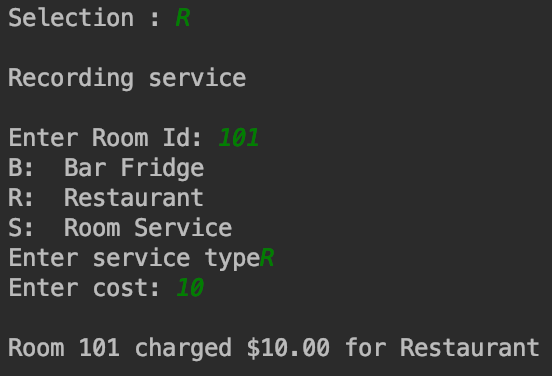 Selection : R
Recording service
Enter Room Id: 101
B:  Bar Fridge
R:  Restaurant
S:  Room Service
Enter service typeR
Enter cost: 10
Room 101 charged $10.00 for Restaurant